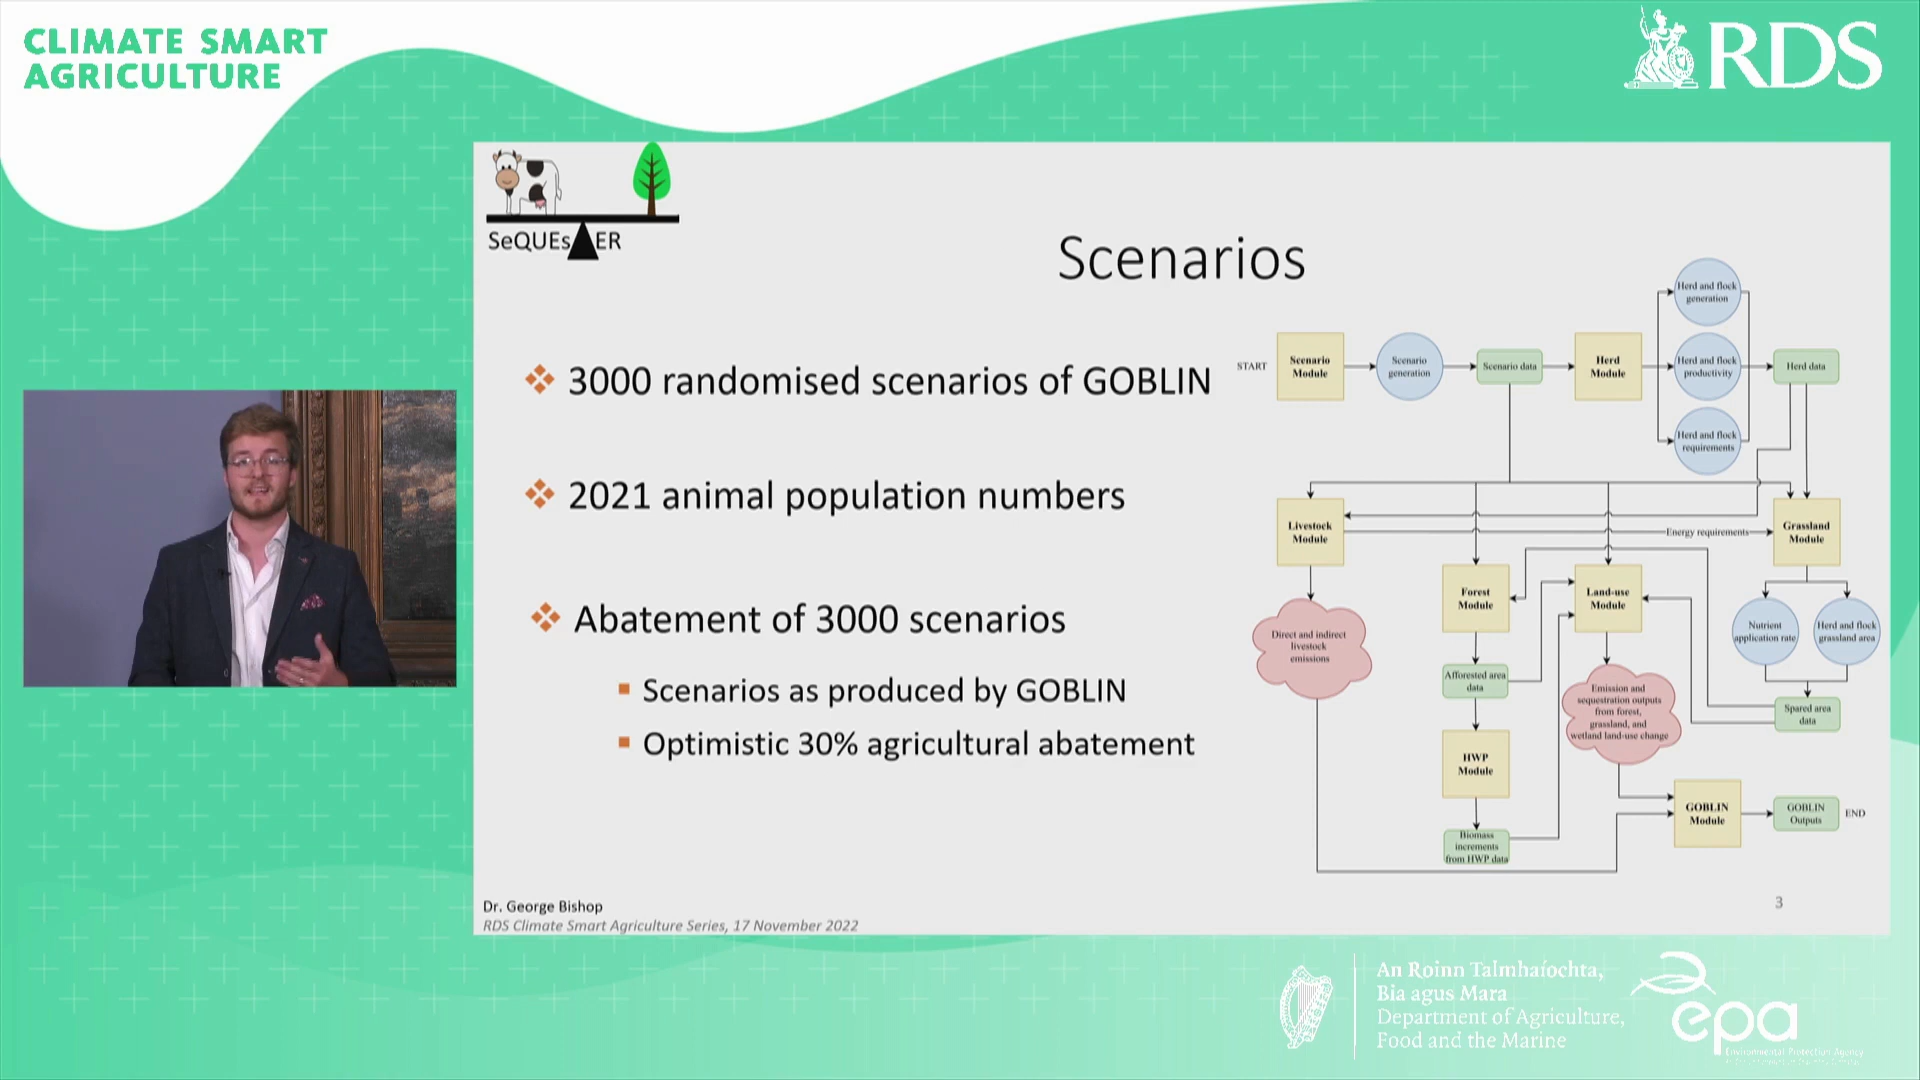 CLIMATE SMART
AGRICULTURE
RDS
SeQUEs ER
Scenarios
3000 randomised scenarios of GOBLIN
2021 animal population numbers
Abatement of 3000 scenarios
Scenarios as produced by GOBLIN
Optimistic 30% agricultural abatement
START
Scenario
Module
Scenario
generation
Scenario data
Herd
Module
Herd and flock
generation
Herd and flock
productivity
Herd and flock
requirements
Herd data
Livestock
Module
Energy requirements
Grassland
Module
Forest
Module
Land-use
Module
Direct and indirect
livestock
emissions
Nutrient
application rate
Herd and flock
grassland area
Afforested area
data
Emission and
sequestration outputs
from forest,
grassland, and
wetland land-use change
Spared area
data
HWP
Module
GOBLIN
Module
GOBLIN
Outputs
END
Biomass
increments
from HWP data
Dr. George Bishop
RDS Climate Smart Agriculture Series, 17 November 2022
3
An Roinn Talmhaíochta,
Bia agus Mara
Department of Agriculture,
Food and the Marine
epa
Environmental Protection Agency